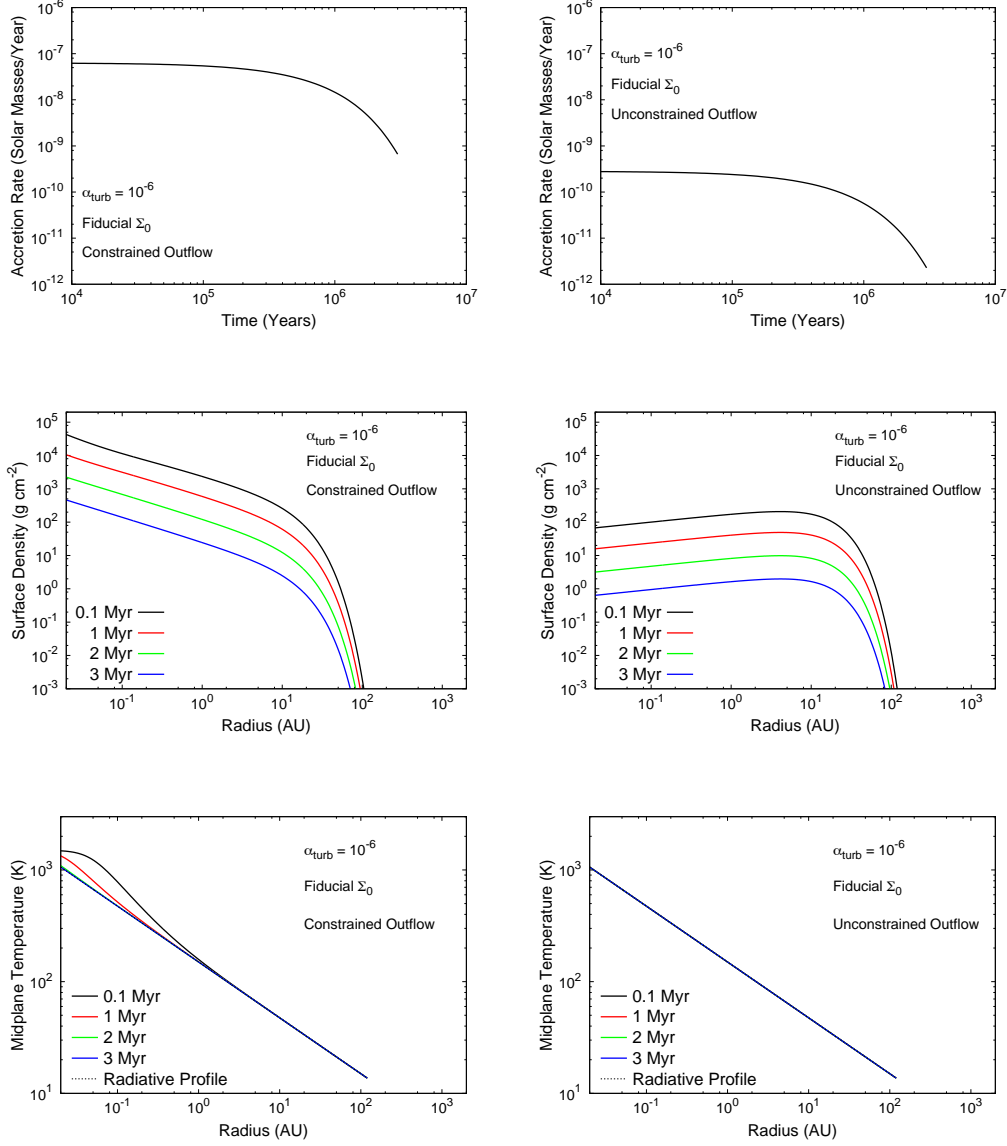 10^-6
10^-7
10^-8
10^-9
10^-10
10^-11
10^-12
Accretion Rate (Solar Masses/Year)
α_turb = 10^-6
Fiducial Σ_0
Constrained Outflow
10^4 10^5 10^6 10^7
Time (Years)
10^-6
10^-7
10^-8
10^-9
10^-10
10^-11
10^-12
Accretion Rate (Solar Masses/Year)
α_turb = 10^-6
Fiducial Σ_0
Unconstrained Outflow
10^4 10^5 10^6 10^7
Time (Years)
10^5
10^4
10^3
10^2
10^1
10^0
10^-1
10^-2
10^-3
Surface Density (g cm^-2)
α_turb = 10^-6
Fiducial Σ_0
Constrained Outflow
0.1 Myr
1 Myr
2 Myr
3 Myr
10^-1 10^0 10^1 10^2 10^3
Radius (AU)
10^5
10^4
10^3
10^2
10^1
10^0
10^-1
10^-2
10^-3
Surface Density (g cm^-2)
α_turb = 10^-6
Fiducial Σ_0
Unconstrained Outflow
0.1 Myr
1 Myr
2 Myr
3 Myr
10^-1 10^0 10^1 10^2 10^3
Radius (AU)
10^3
10^2
10^1
Midplane Temperature (K)
α_turb = 10^-6
Fiducial Σ_0
Constrained Outflow
0.1 Myr
1 Myr
2 Myr
3 Myr
Radiative Profile
10^-1 10^0 10^1 10^2 10^3
Radius (AU)
10^3
10^2
10^1
Midplane Temperature (K)
α_turb = 10^-6
Fiducial Σ_0
Unconstrained Outflow
0.1 Myr
1 Myr
2 Myr
3 Myr
Radiative Profile
10^-1 10^0 10^1 10^2 10^3
Radius (AU)